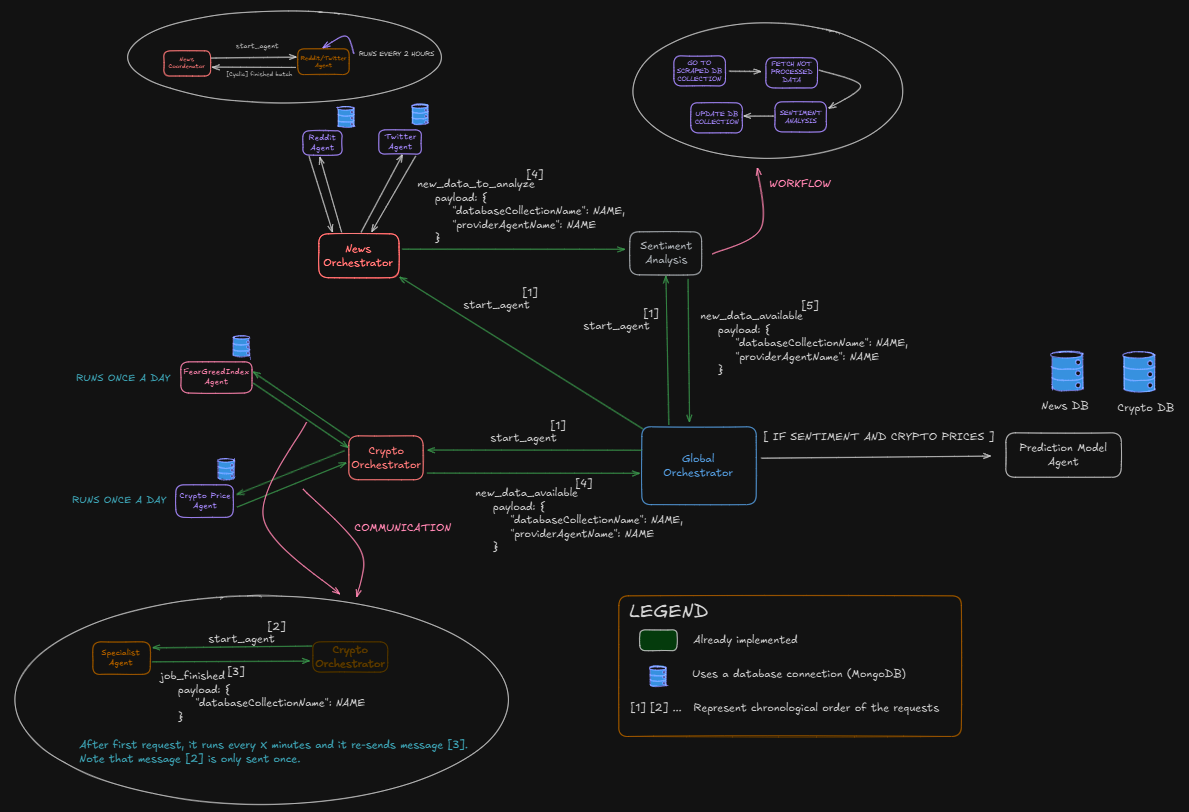 start_agent
News
Coordenator
Reddit/Twitter
Agent
RUNS EVERY 2 HOURS
[Cyclic] finished batch
GO TO
SCRAPED DB
COLLECTION
FETCH NOT
PROCESSED
DATA
UPDATE DB
COLLECTION
SENTIMENT
ANALYSIS
Reddit
Agent
Twitter
Agent
[4]
new_data_to_analyze
payload: {
"databaseCollectionName": NAME,
"providerAgentName": NAME
}
WORKFLOW
News
Orchestrator
Sentiment
Analysis
[1]
start_agent
[1]
start_agent
[5]
new_data_available
payload: {
"databaseCollectionName": NAME,
"providerAgentName": NAME
}
RUNS ONCE A DAY
FearGreedIndex
Agent
News DB
Crypto DB
[1]
start_agent
Crypto
Orchestrator
Global
Orchestrator
[ IF SENTIMENT AND CRYPTO PRICES ]
Prediction Model
Agent
RUNS ONCE A DAY
Crypto Price
Agent
[4]
new_data_available
payload: {
"databaseCollectionName": NAME,
"providerAgentName": NAME
}
COMMUNICATION
[2]
start_agent
Specialist
Agent
Crypto
Orchestrator
job_finished [3]
payload: {
"databaseCollectionName": NAME
}
After first request, it runs every X minutes and it re-sends message [3].
Note that message [2] is only sent once.
LEGEND
Already implemented
Uses a database connection (MongoDB)
[1] [2] ... Represent chronological order of the requests